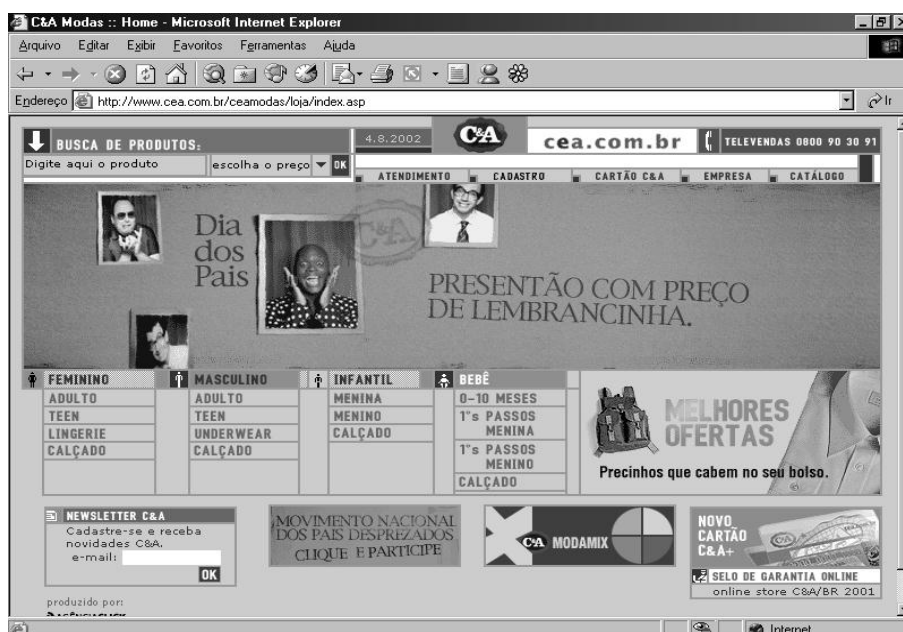 C&A Modas :: Home - Microsoft Internet Explorer
Arquivo Editar Exibir Favoritos Ferramentas Ajuda
Endereço http://www.cea.com.br/ceamodas/loja/index.asp Ir
BUSCA DE PRODUTOS:
Digite aqui o produto escolha o preço OK
4.8.2002 C&A cea.com.br TELEVENDAS 0800 90 30 91
ATENDIMENTO CADASTRO CARTÃO C&A EMPRESA CATÁLOGO
Dia
dos
Pais
C&A
PRESENTÃO COM PREÇO
DE LEMBRANCINHA.
FEMININO
ADULTO
TEEN
LINGERIE
CALÇADO
MASCULINO
ADULTO
TEEN
UNDERWEAR
CALÇADO
INFANTIL
MENINA
MENINO
CALÇADO
BEBÊ
0-10 MESES
1ºs PASSOS
MENINA
1ºs PASSOS
MENINO
CALÇADO
MELHORES
OFERTAS
Precinhos que cabem no seu bolso.
NEWSLETTER C&A
Cadastre-se e receba
novidades C&A.
e-mail:
OK
MOVIMENTO NACIONAL
DOS PAIS DESPREZADOS
CLIQUE E PARTICIPE
C&A MODAMIX
NOVO
CARTÃO
C&A+
SELO DE GARANTIA ONLINE
online store C&A/BR 2001
produzido por:
Internet